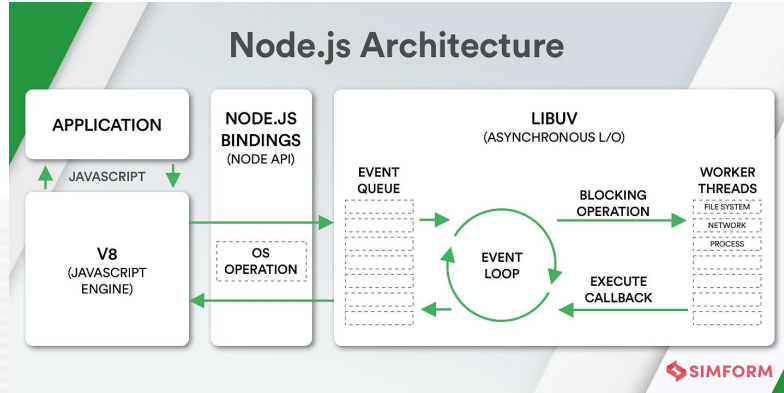 Node.js Architecture
APPLICATION
JAVASCRIPT
V8
(JAVASCRIPT
ENGINE)
NODE.JS
BINDINGS
(NODE API)
OS
OPERATION
LIBUV
(ASYNCHRONOUS L/O)
EVENT
QUEUE
EVENT
LOOP
BLOCKING
OPERATION
EXECUTE
CALLBACK
WORKER
THREADS
FILE SYSTEM
NETWORK
PROCESS
SIMFORM